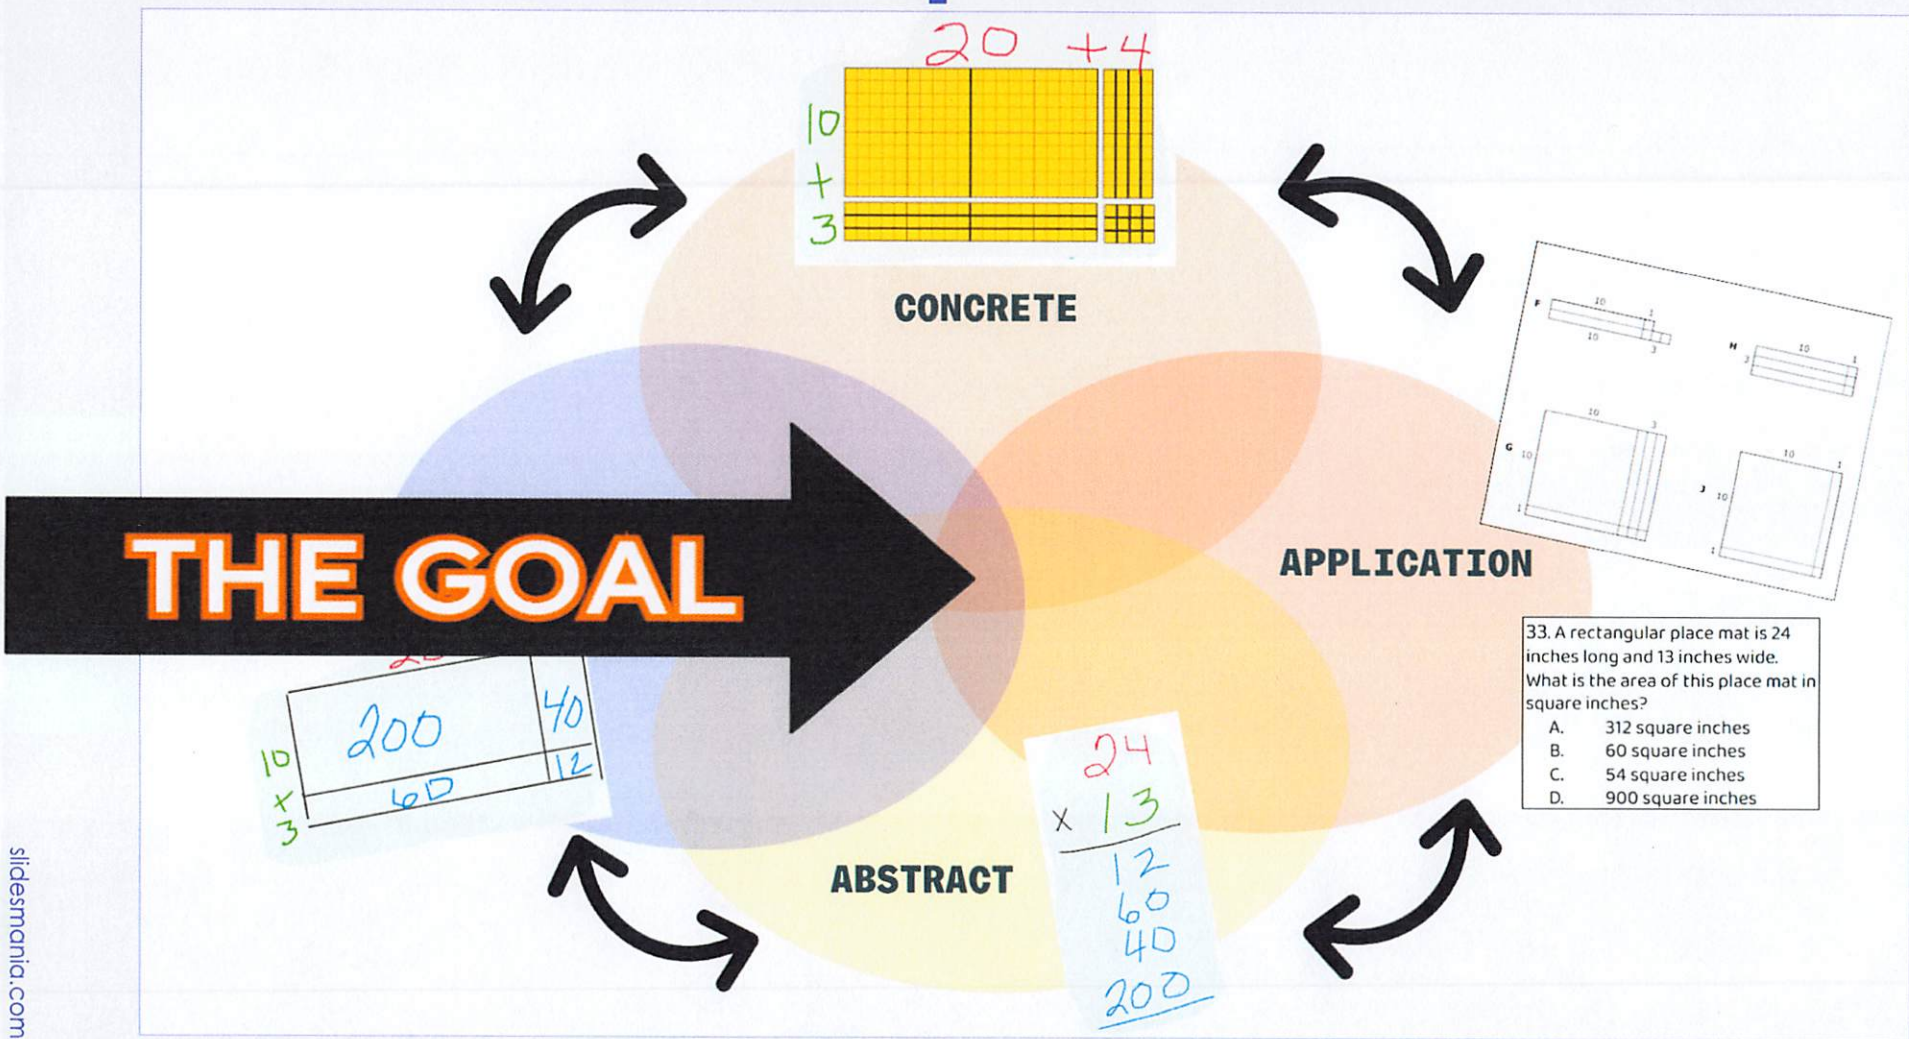 20 + 4
10
+
3
CONCRETE
F
10
1
10
3
H
10
1
3
G
10
3
10
1
J
10
1
10
1
APPLICATION
THE GOAL
33. A rectangular place mat is 24
inches long and 13 inches wide.
What is the area of this place mat in
square inches?
A. 312 square inches
B. 60 square inches
C. 54 square inches
D. 900 square inches
200
40
10
+
3
60
12
ABSTRACT
24
x 13
12
60
40
200
slidesmania.com